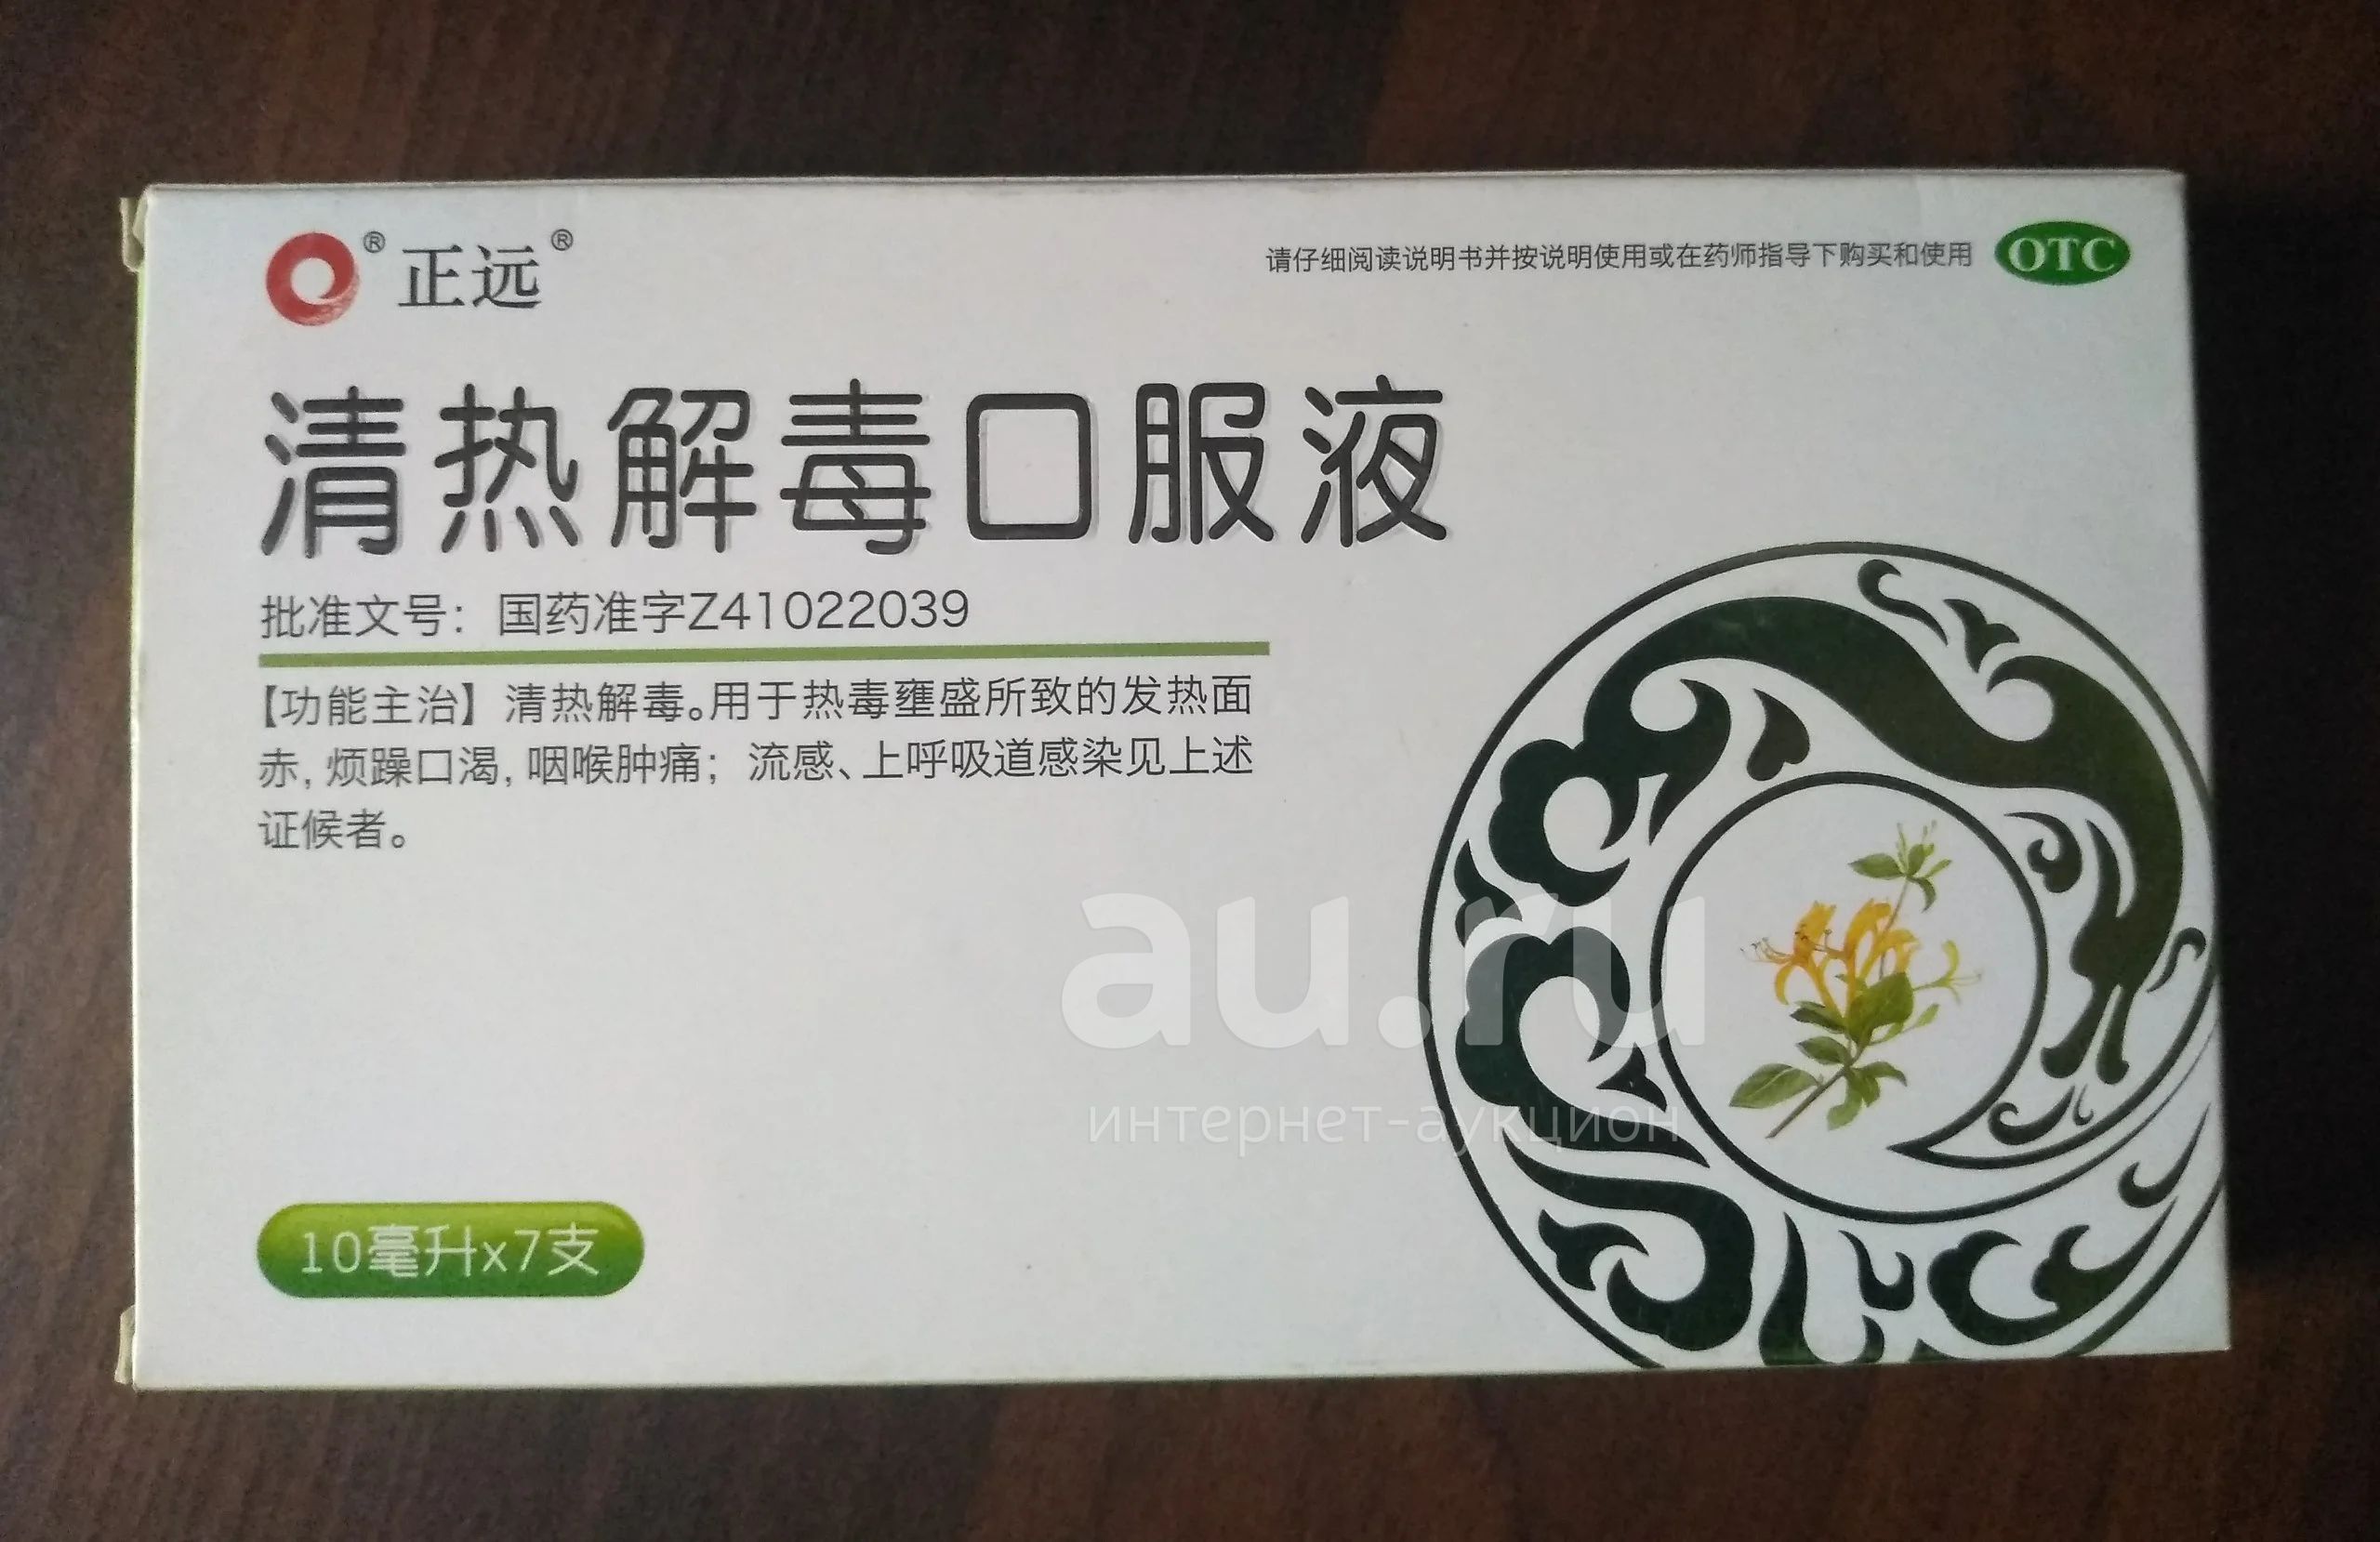 ® 正远 ®
请仔细阅读说明书并按说明使用或在药师指导下购买和使用 OTC
清热解毒口服液
批准文号：国药准字Z41022039
【功能主治】清热解毒。用于热毒壅盛所致的发热面
赤，烦躁口渴，咽喉肿痛；流感、上呼吸道感染见上述
证候者。
au.ru
интернет-аукцион
10毫升x7支